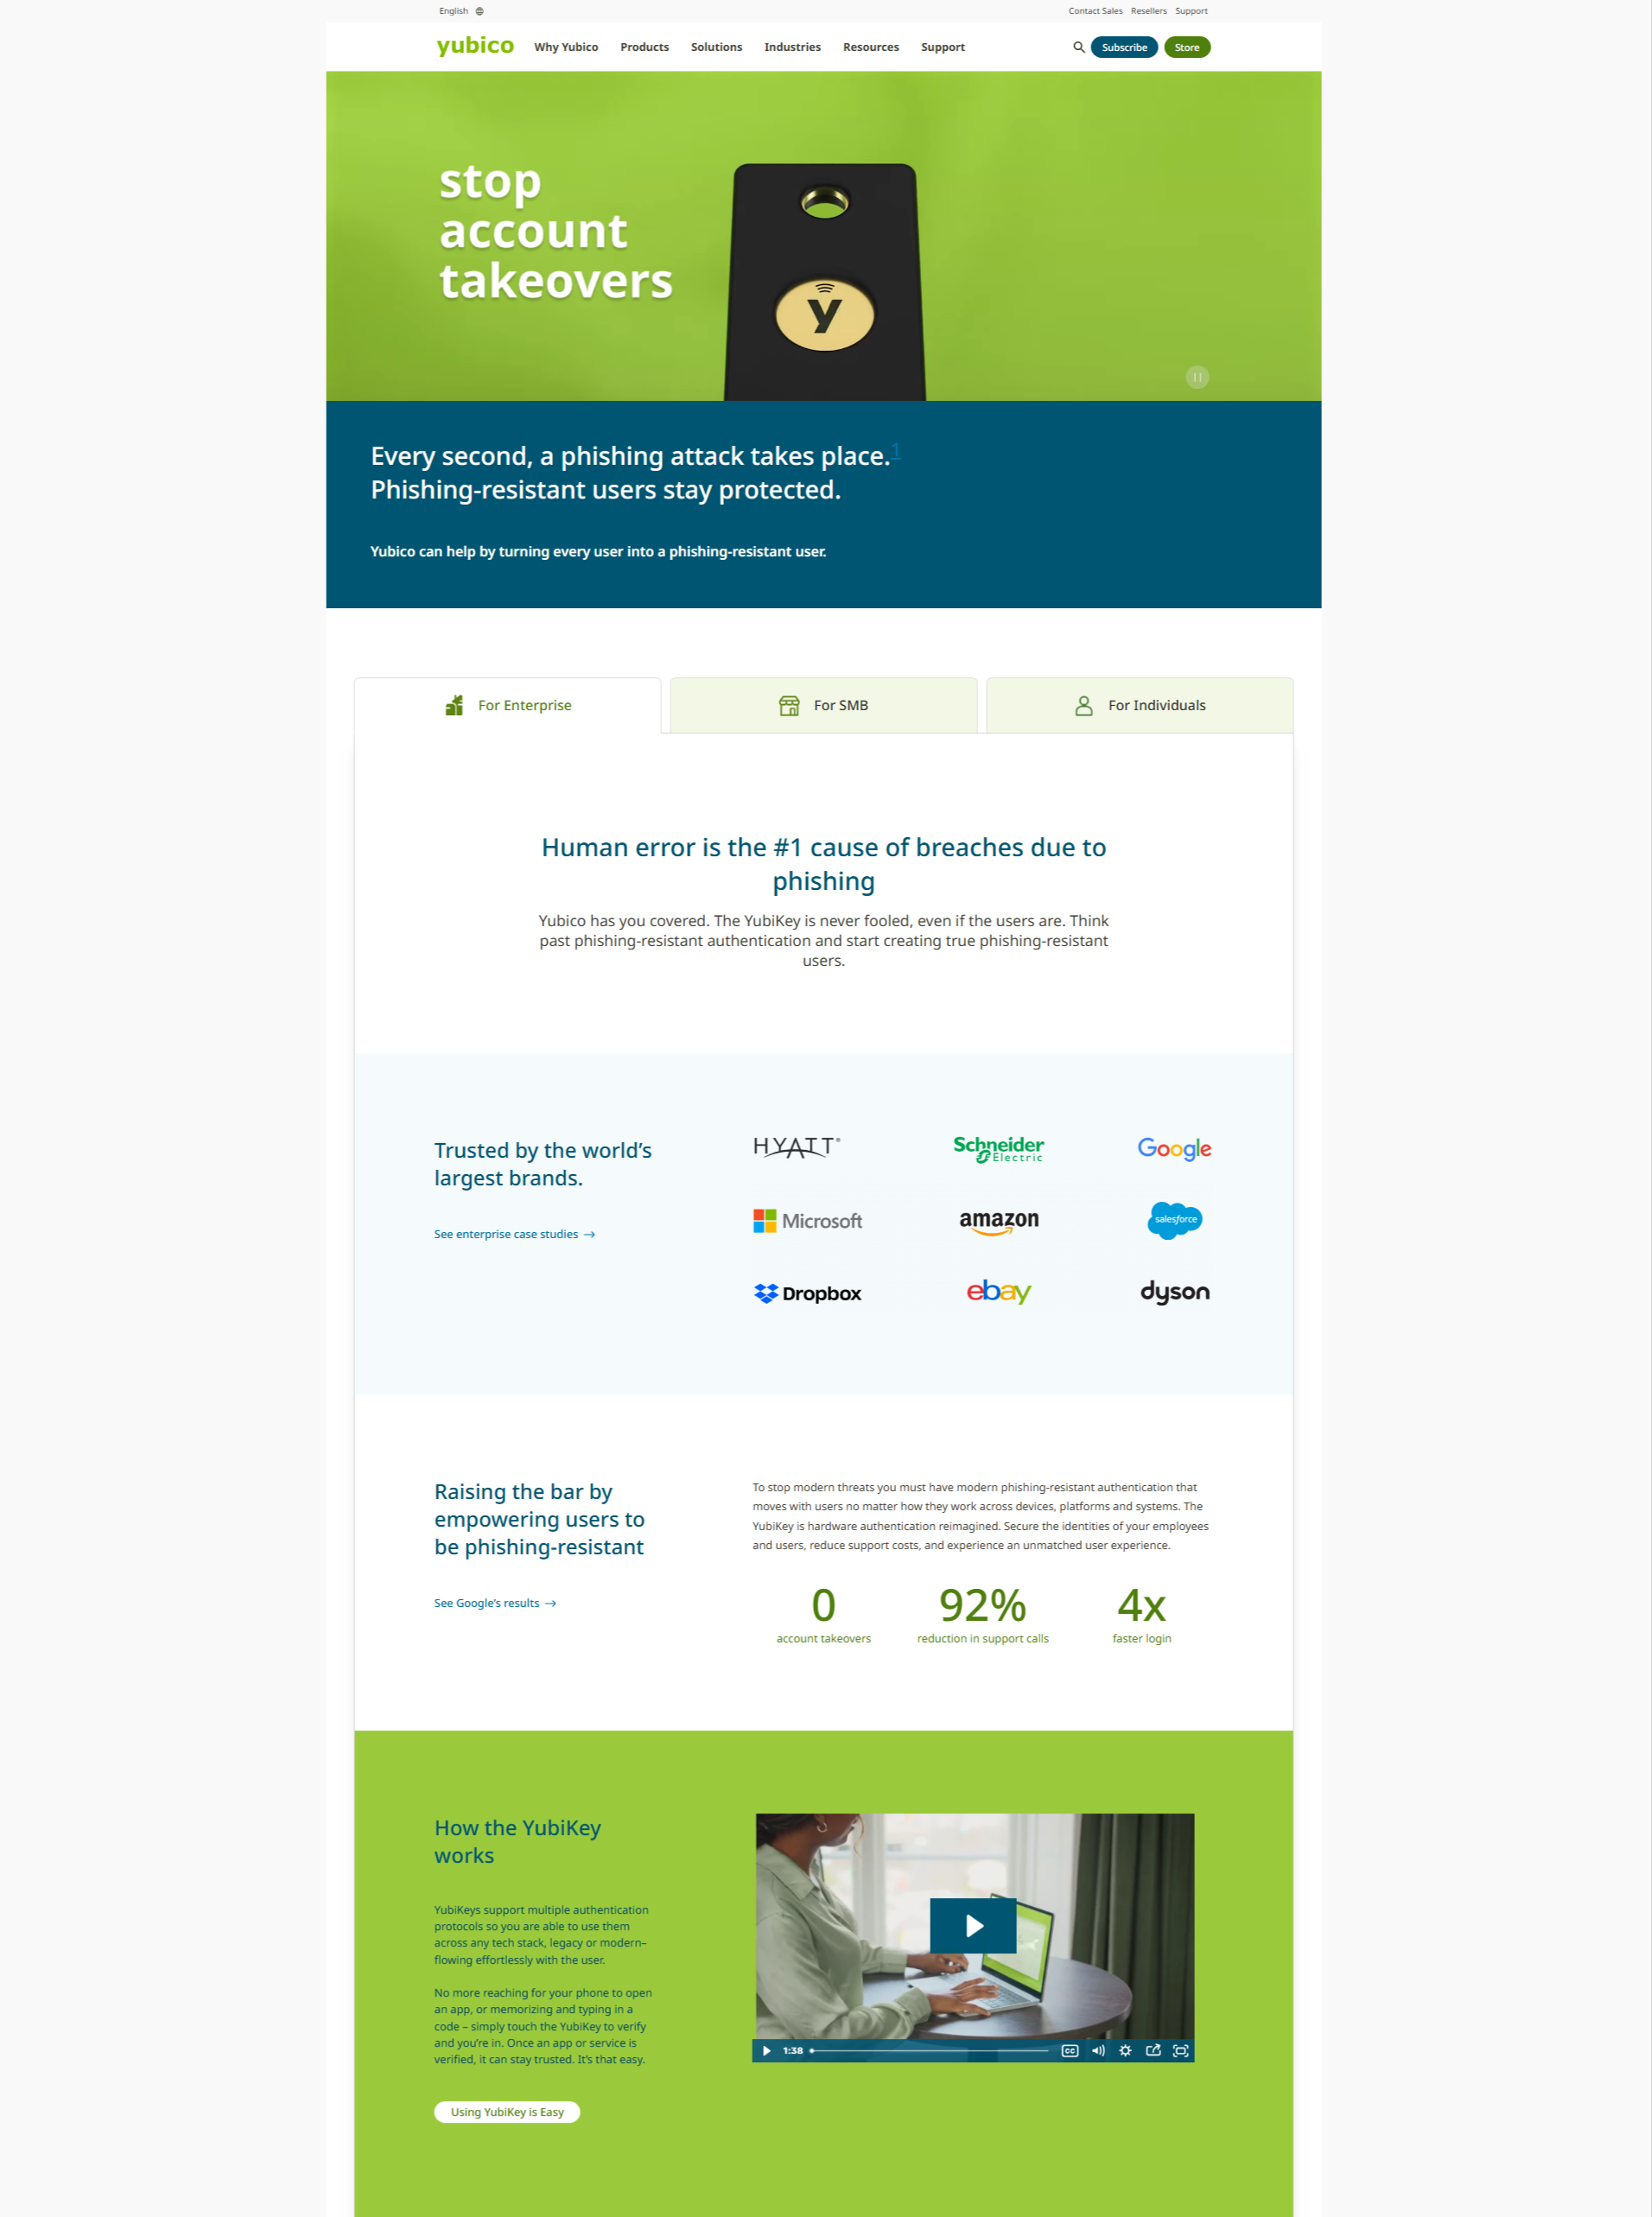 English
Contact Sales Resellers Support
yubico Why Yubico Products Solutions Industries Resources Support Subscribe Store
stop
account
takeovers
y
Every second, a phishing attack takes place.1
Phishing-resistant users stay protected.
Yubico can help by turning every user into a phishing-resistant user.
For Enterprise
For SMB
For Individuals
Human error is the #1 cause of breaches due to
phishing
Yubico has you covered. The YubiKey is never fooled, even if the users are. Think
past phishing-resistant authentication and start creating true phishing-resistant
users.
Trusted by the world’s
largest brands.
See enterprise case studies →
HYATT®
Schneider
Electric
Google
Microsoft
amazon
salesforce
Dropbox
ebay
dyson
Raising the bar by
empowering users to
be phishing-resistant
See Google’s results →
To stop modern threats you must have modern phishing-resistant authentication that
moves with users no matter how they work across devices, platforms and systems. The
YubiKey is hardware authentication reimagined. Secure the identities of your employees
and users, reduce support costs, and experience an unmatched user experience.
0
account takeovers
92%
reduction in support calls
4x
faster login
How the YubiKey
works
YubiKeys support multiple authentication
protocols so you are able to use them
across any tech stack, legacy or modern–
flowing effortlessly with the user.
No more reaching for your phone to open
an app, or memorizing and typing in a
code – simply touch the YubiKey to verify
and you’re in. Once an app or service is
verified, it can stay trusted. It’s that easy.
Using YubiKey is Easy
1:38
CC